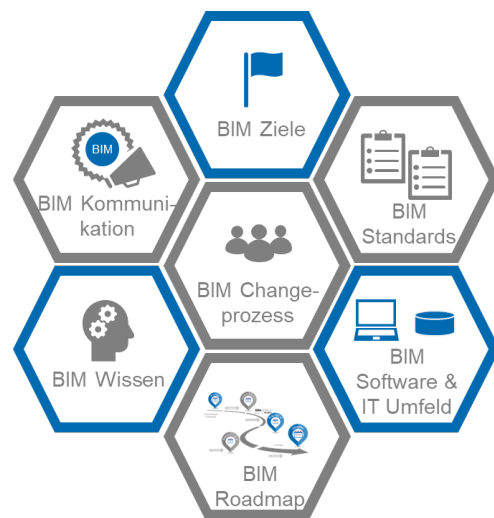 BIM Ziele
BIM
BIM Kommuni-
kation
BIM
Standards
BIM Change-
prozess
BIM Wissen
BIM
Software &
IT Umfeld
BIM
Roadmap